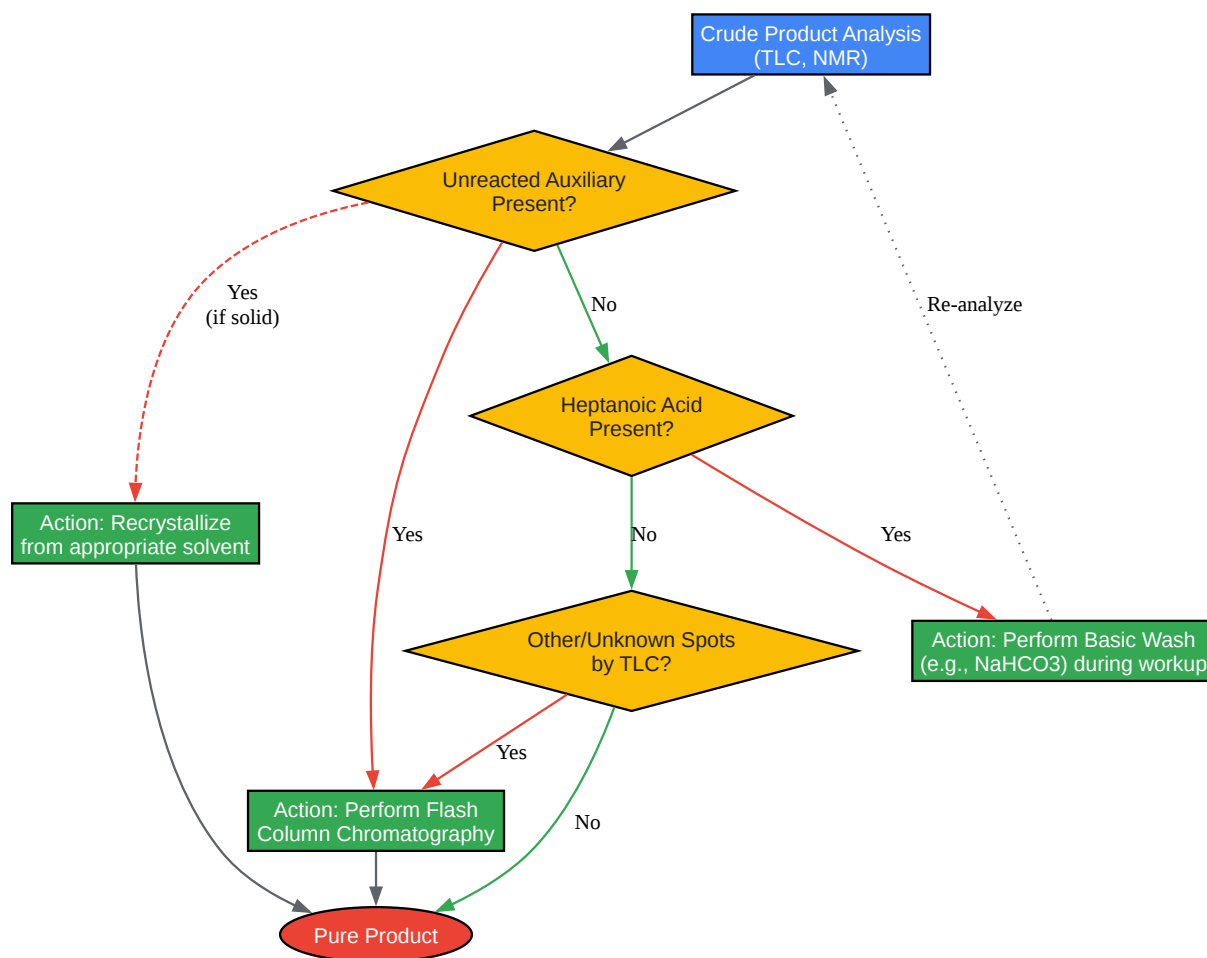 Crude Product Analysis
(TLC, NMR)
Unreacted Auxiliary
Present?
Yes
(if solid)
No
Re-analyze
Heptanoic Acid
Present?
Action: Recrystallize
from appropriate solvent
Yes
No
Yes
Other/Unknown Spots
by TLC?
Action: Perform Basic Wash
(e.g., NaHCO3) during workup
Yes
Action: Perform Flash
Column Chromatography
No
Pure Product